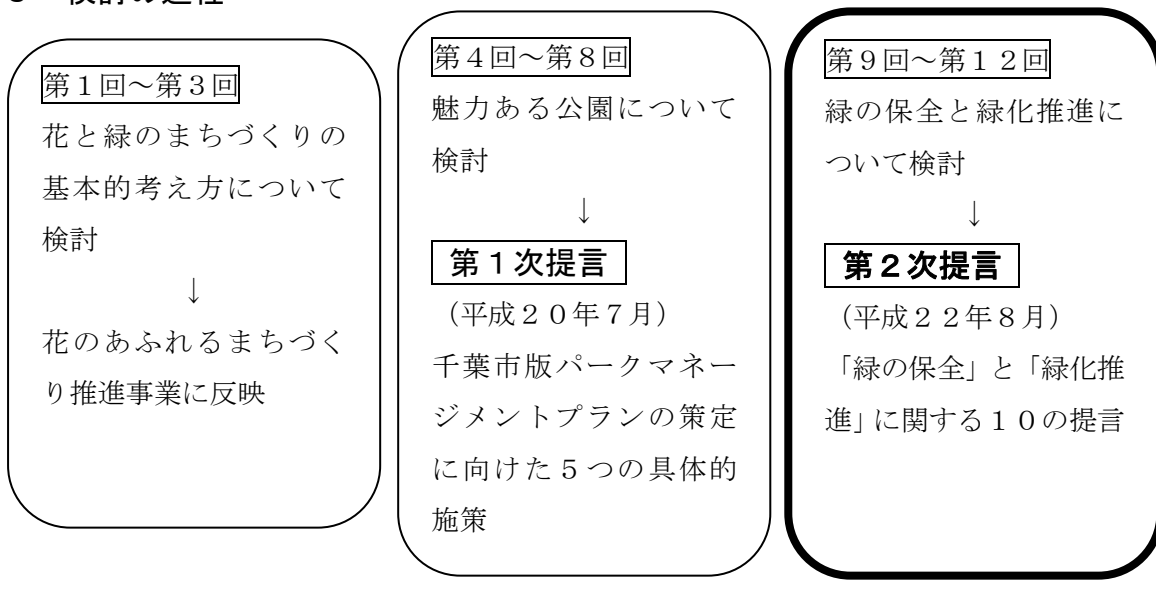 第１回～第３回
花と緑のまちづくりの
基本的考え方について
検討
↓
花のあふれるまちづく
り推進事業に反映
第４回～第８回
魅力ある公園について
検討
↓
第１次提言
（平成２０年７月）
千葉市版パークマネー
ジメントプランの策定
に向けた５つの具体的
施策
第９回～第１２回
緑の保全と緑化推進に
ついて検討
↓
第２次提言
（平成２２年８月）
「緑の保全」と「緑化推
進」に関する１０の提言